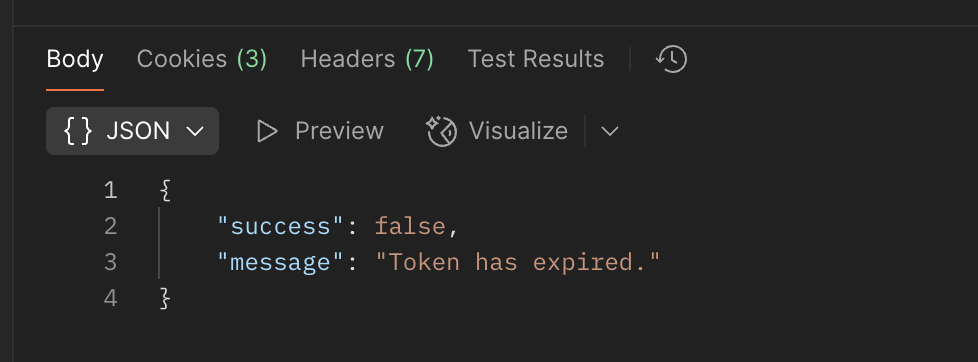 Body Cookies (3) Headers (7) Test Results
{} JSON Preview Visualize
1 {
2 "success": false,
3 "message": "Token has expired."
4 }